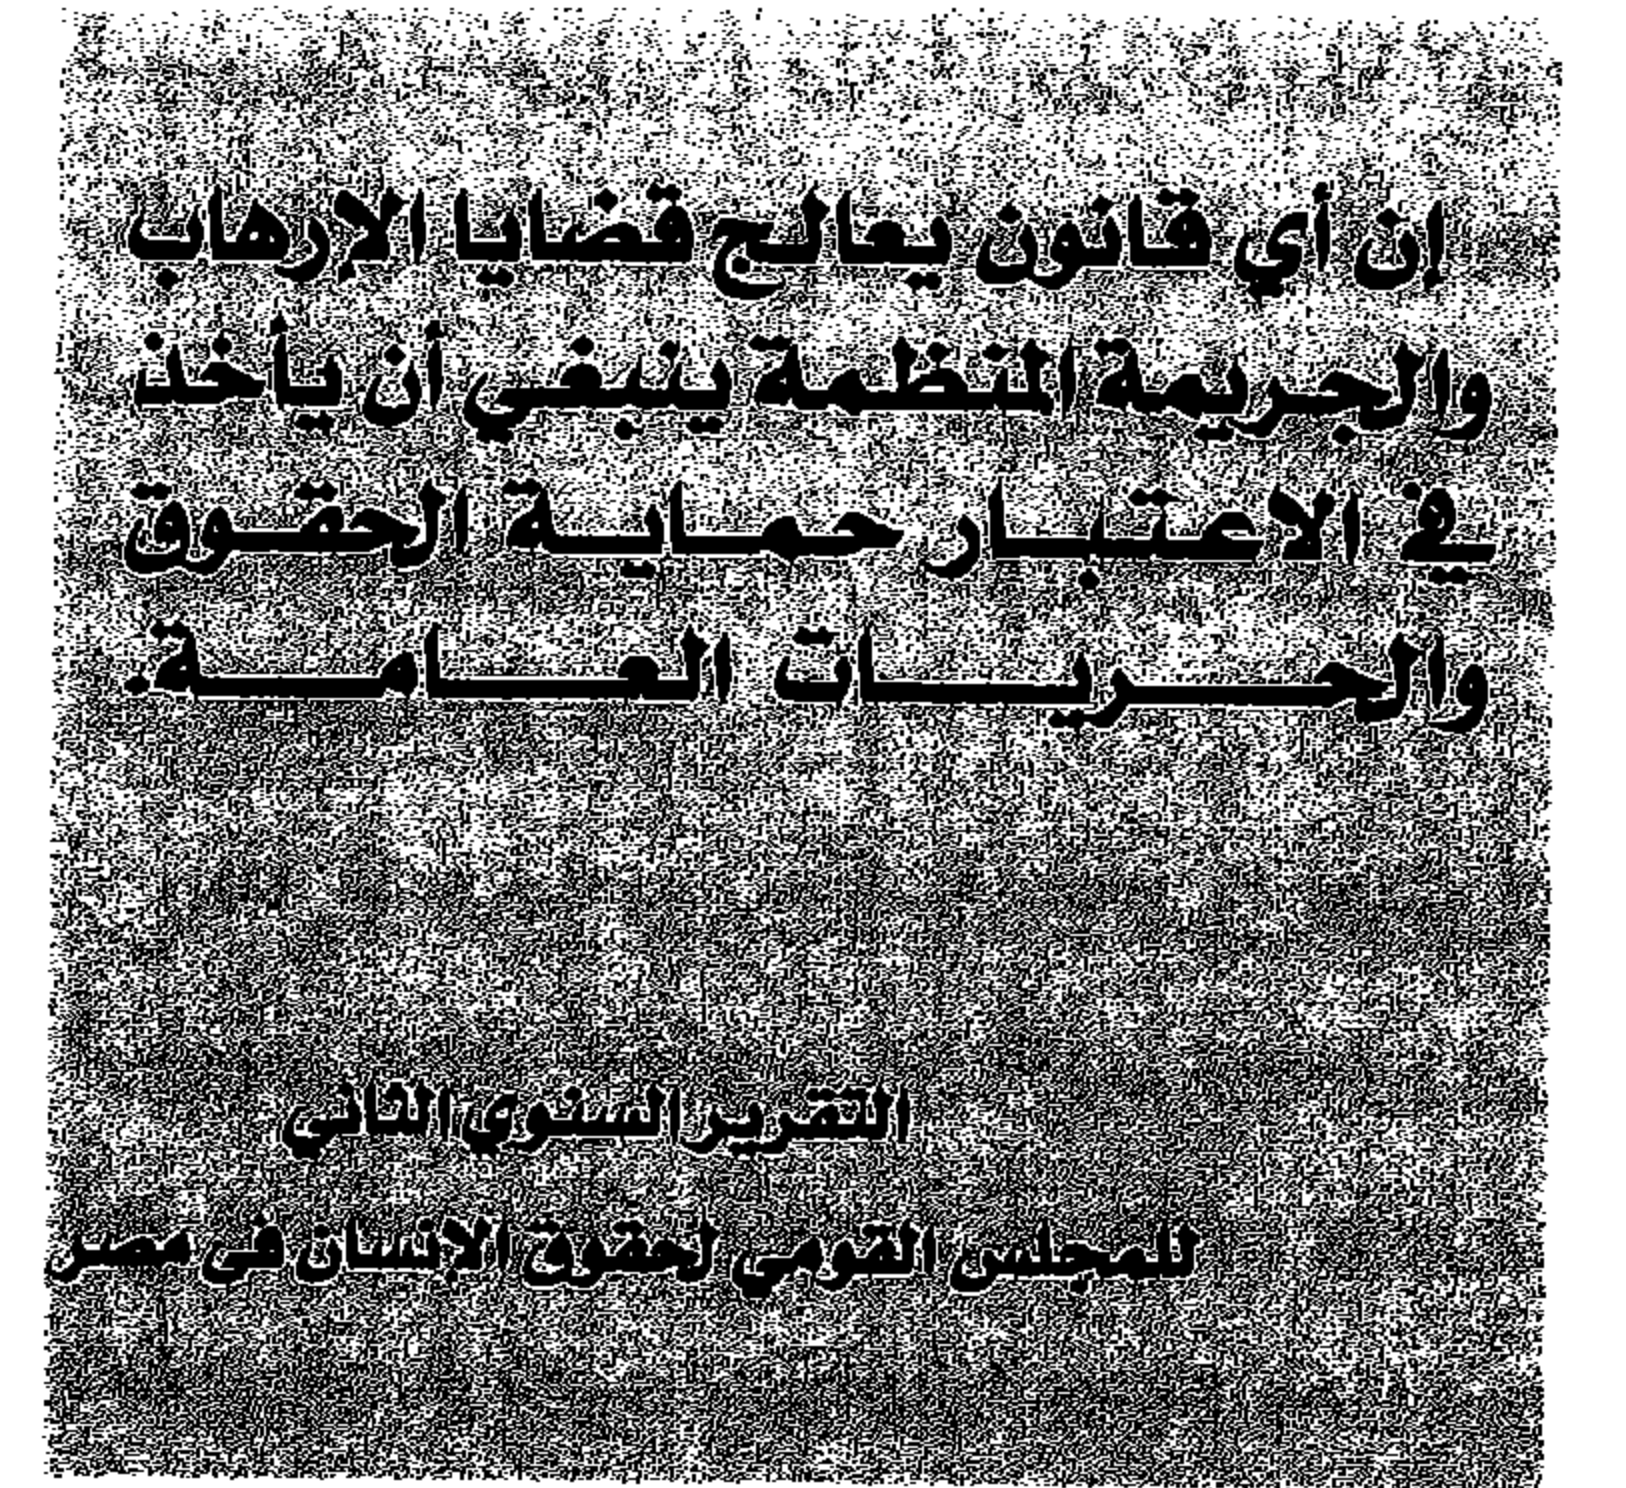 إن أي قانون يعالج قضايا الإرهاب
والجريمة المنظمة ينبغي أن يأخذ
في الاعتبار حماية الحقوق
والحريات العامة.
التقرير السنوي الثاني
للمجلس القومي لحقوق الإنسان في مصر